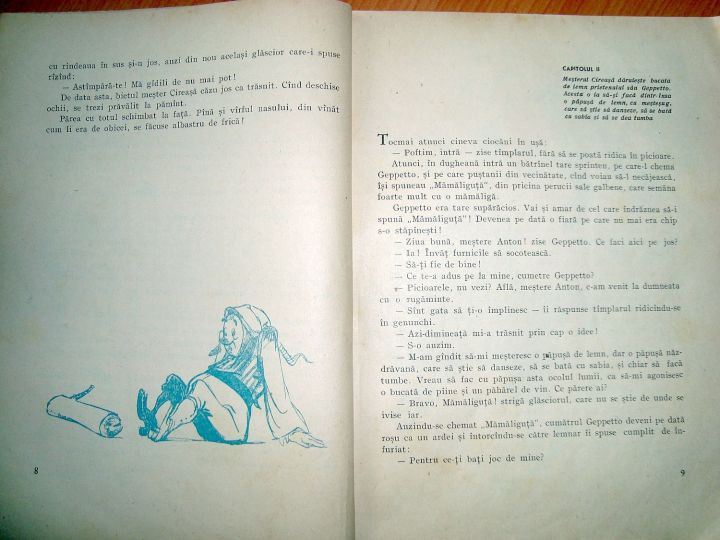 cu rindeaua în sus și-n jos, auzi din nou același glăscior care-i spuse
rîzînd:
— Astîmpără-te! Mă gîdili de nu mai pot!
De data asta, bietul meșter Cireașă căzu jos ca trăsnit. Cînd deschise
ochii, se trezi prăvălit la pămînt.
Părea cu totul schimbat la față. Pînă și vîrful nasului, din vînăt
cum îi era de obicei, se făcuse albastru de frică!
8
CAPITOLUL II
Meșterul Cireașă dăruiește bucata
de lemn prietenului său Geppetto.
Acesta o ia să-și facă dintr-însa
o păpușă de lemn, cu meșteșug,
care să știe să danseze, să se bată
cu sabia și să se dea tumba
Tocmai atunci cineva ciocăni în ușă:
— Poftim, intră — zise tîmplarul, fără să se poată ridica în picioare.
Atunci, în dugheană intră un bătrînel tare sprinten, pe care-l chema
Geppetto, și pe care puștanii din vecinătate, cînd voiau să-l necăjească,
îi spuneau „Mămăliguță”, din pricina perucii sale galbene, care semăna
foarte mult cu o mămăligă.
Geppetto era tare supărăcios. Vai și amar de cel care îndrăznea să-i
spună „Mămăliguță”! Devenea pe dată o fiară pe care nu mai era chip
s-o stăpînești!
— Ziua bună, meștere Anton! zise Geppetto. Ce faci aici pe jos?
— Ia! Învăț furnicile să socotească.
— Să-ți fie de bine!
— Ce te-a adus pe la mine, cumetre Geppetto?
— Picioarele, nu vezi? Află, meștere Anton, c-am venit la dumneata
cu o rugăminte.
— Sînt gata să ți-o împlinesc — îi răspunse tîmplarul ridicîndu-se
în genunchi.
— Azi-dimineață mi-a trăsnit prin cap o idee!
— S-o auzim.
— M-am gîndit să-mi meșteresc o păpușă de lemn, dar o păpușă năz-
drăvană, care să știe să danseze, să se bată cu sabia, și chiar să facă
tumbe. Vreau să fac cu păpușa asta ocolul lumii, ca să-mi agonisesc
o bucată de pîine și un păhărel de vin. Ce părere ai?
— Bravo, Mămăliguță! strigă glăsciorul, care nu se știe de unde se
ivise iar.
Auzindu-se chemat „Mămăliguță”, cumătrul Geppetto deveni pe dată
roșu ca un ardei și întorcîndu-se către lemnar îi spuse cumplit de în-
furiat:
— Pentru ce-ți bați joc de mine?
9